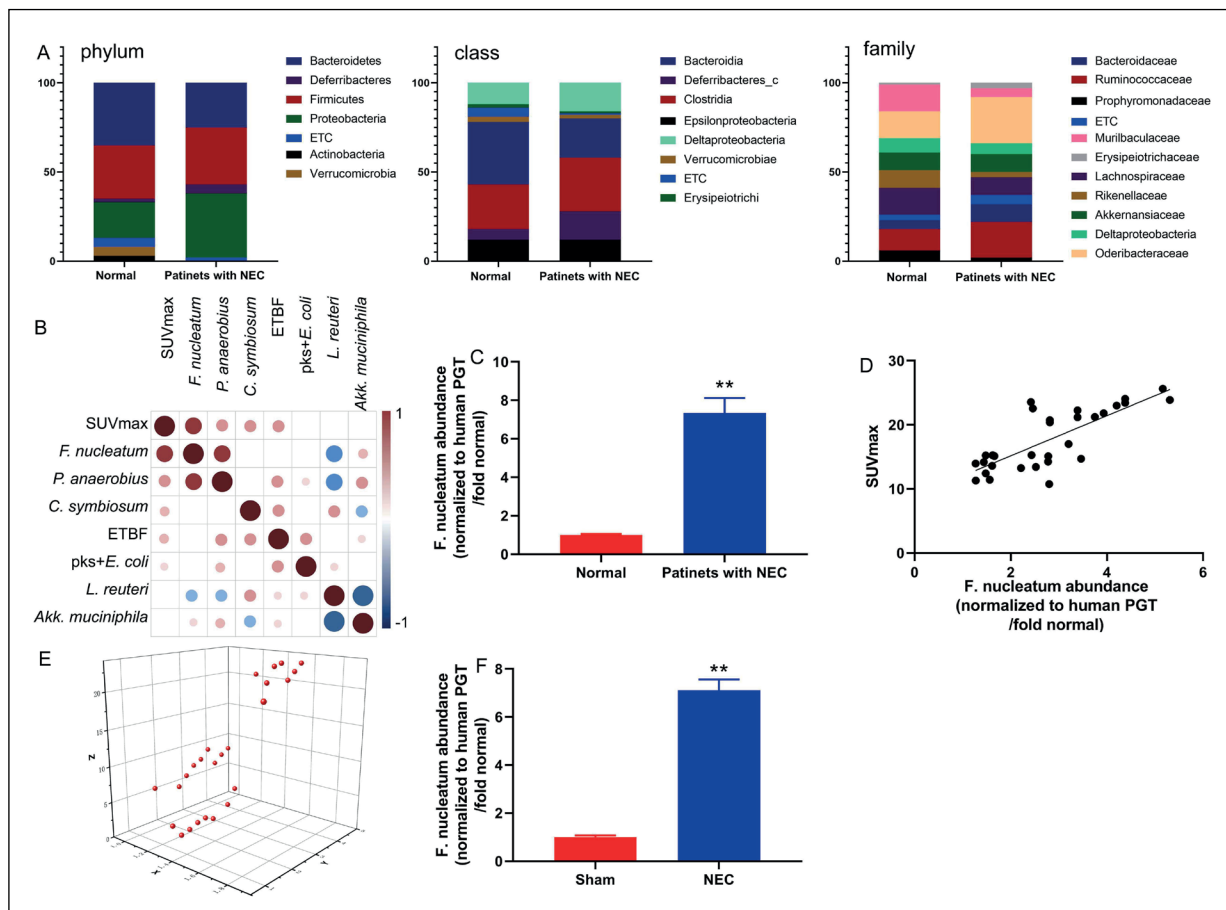 A
phylum
100
50
0
Normal
Patinets with NEC
Bacteroidetes
Deferribacteres
Firmicutes
Proteobacteria
ETC
Actinobacteria
Verrucomicrobia
class
100
50
0
Normal
Patinets with NEC
Bacteroidia
Deferribacteres_c
Clostridia
Epsilonproteobacteria
Deltaproteobacteria
Verrucomicrobiae
ETC
Erysipeiotrichi
family
100
50
0
Normal
Patinets with NEC
Bacteroidaceae
Ruminococcaceae
Prophyromonadaceae
ETC
Murilbaculaceae
Erysipeiotrichaceae
Lachnospiraceae
Rikenellaceae
Akkernansiaceae
Deltaproteobacteria
Oderibacteraceae
B
SUVmax
F. nucleatum
P. anaerobius
C. symbiosum
ETBF
pks+E. coli
L. reuteri
Akk. muciniphila
SUVmax
F. nucleatum
P. anaerobius
C. symbiosum
ETBF
pks+E. coli
L. reuteri
Akk. muciniphila
1
-1
C
F. nucleatum abundance
(normalized to human PGT
/fold normal)
10
8
6
4
2
0
**
Normal
Patinets with NEC
D
SUVmax
30
20
10
0
0
2
4
6
F. nucleatum abundance
(normalized to human PGT
/fold normal)
E
z
20
15
10
5
0
x
Y
F
F. nucleatum abundance
(normalized to human PGT
/fold normal)
8
6
4
2
0
**
Sham
NEC